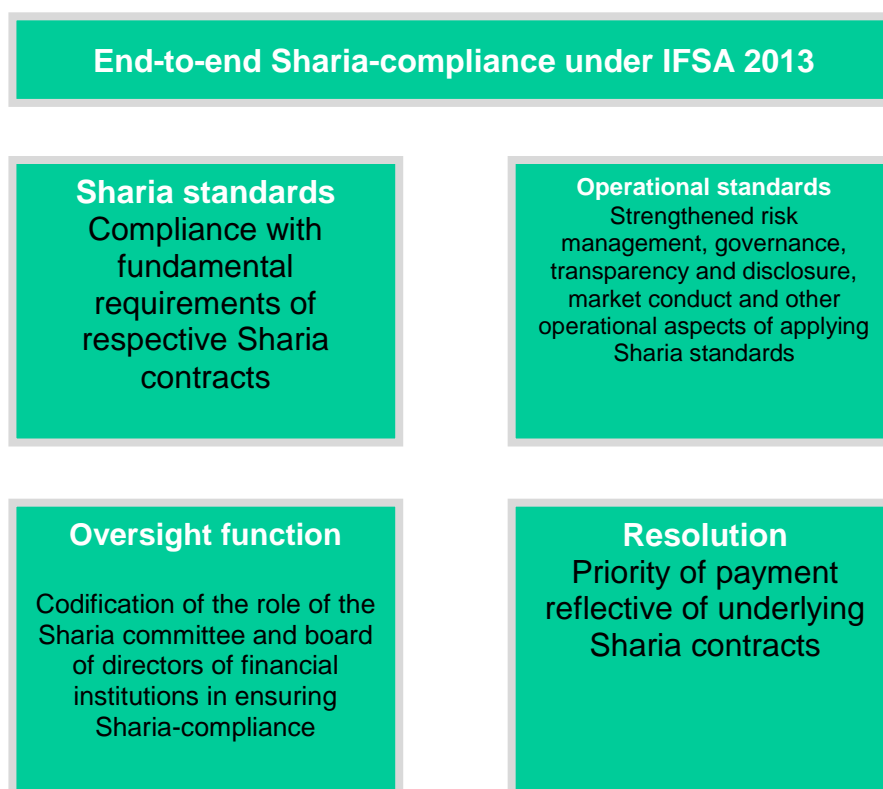 End-to-end Sharia-compliance under IFSA 2013
Sharia standards
Compliance with
fundamental
requirements of
respective Sharia
contracts
Operational standards
Strengthened risk
management, governance,
transparency and disclosure,
market conduct and other
operational aspects of applying
Sharia standards
Oversight function
Codification of the role of the
Sharia committee and board
of directors of financial
institutions in ensuring
Sharia-compliance
Resolution
Priority of payment
reflective of underlying
Sharia contracts